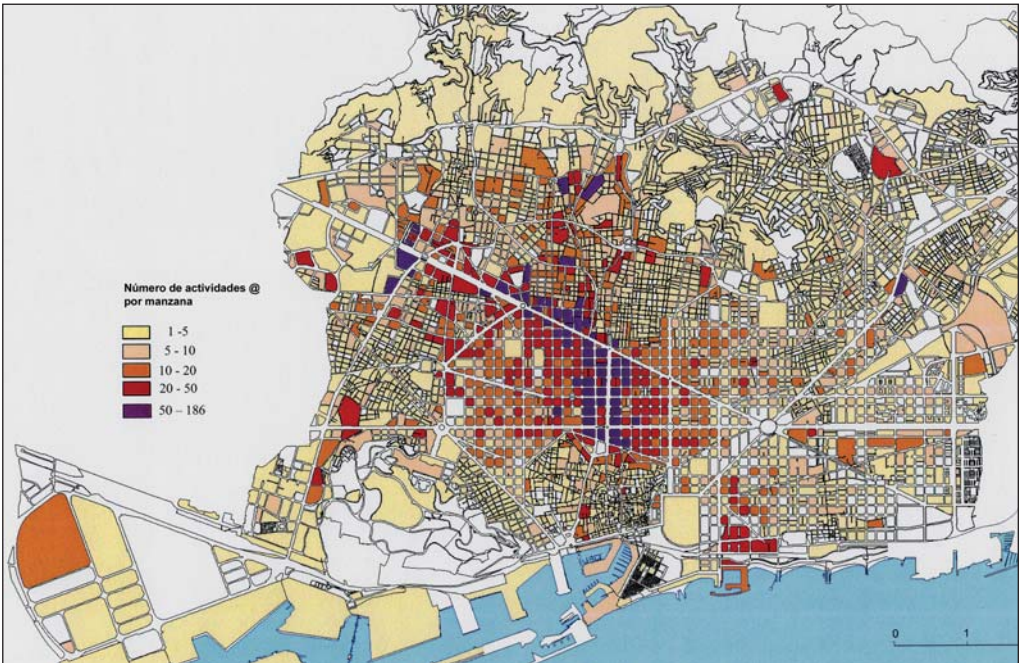 Número de actividades @
por manzana
1 -5
5 - 10
10 - 20
20 - 50
50 – 186
0 1